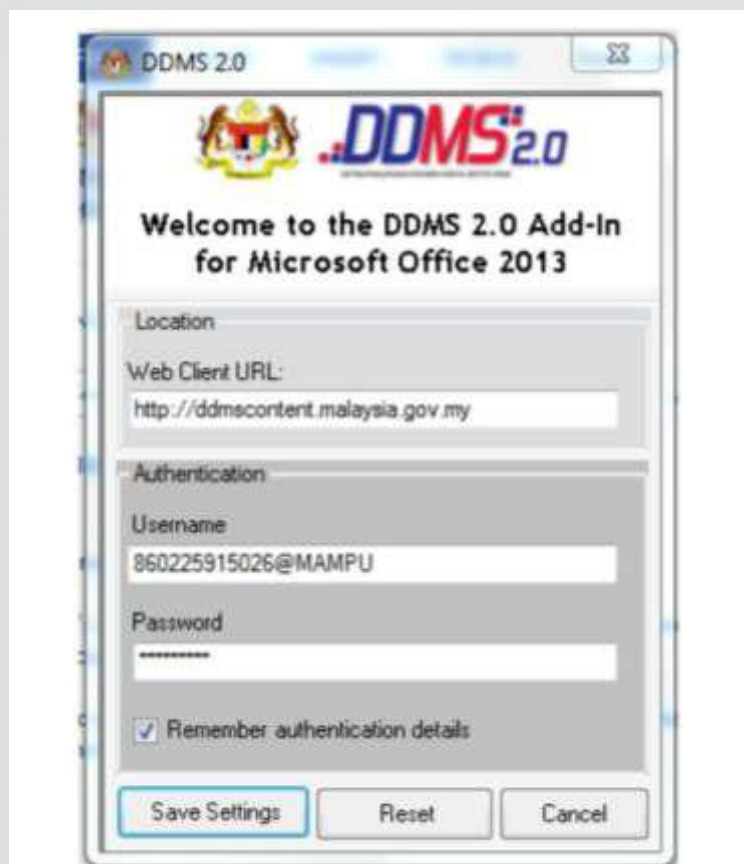 DDMS 2.0
DDMS 2.0
Welcome to the DDMS 2.0 Add-In
for Microsoft Office 2013
Location
Web Client URL:
http://ddmscontent.malaysia.gov.my
Authentication
Username
860225915026@MAMPU
Password
Remember authentication details
Save Settings
Reset
Cancel